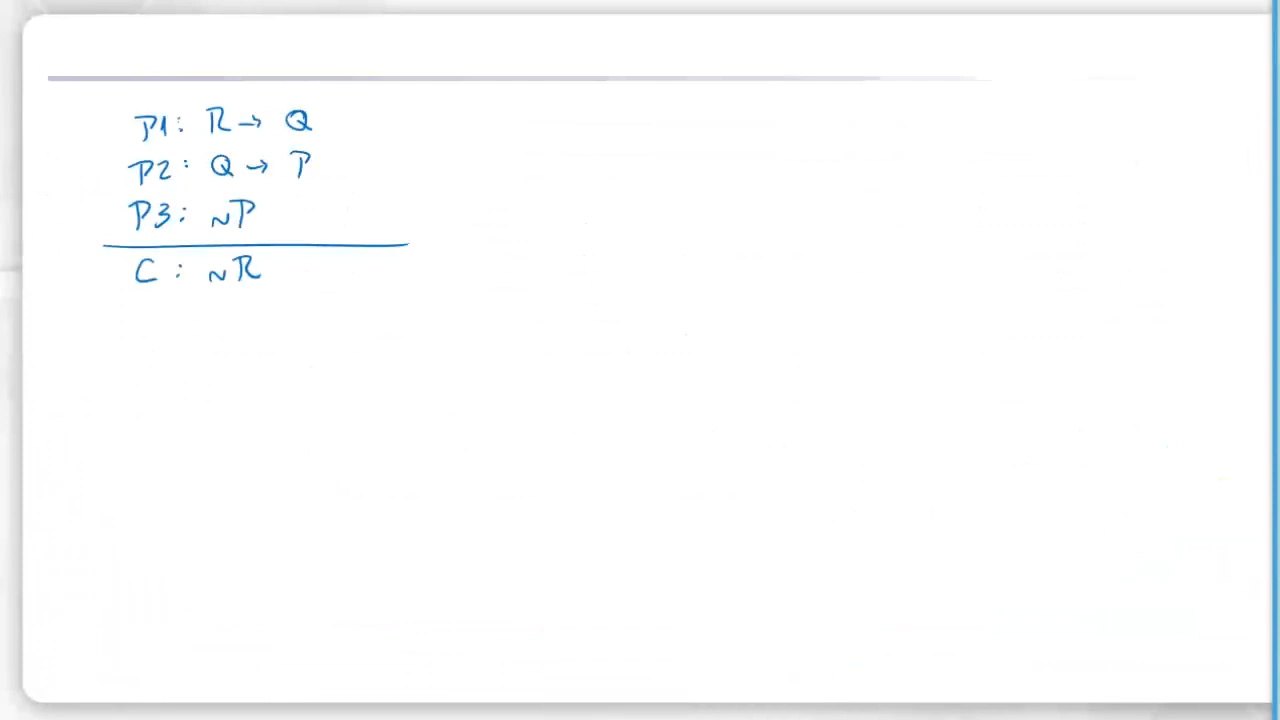 P1: R → Q
P2: Q → P
P3: ~P
C: ~R